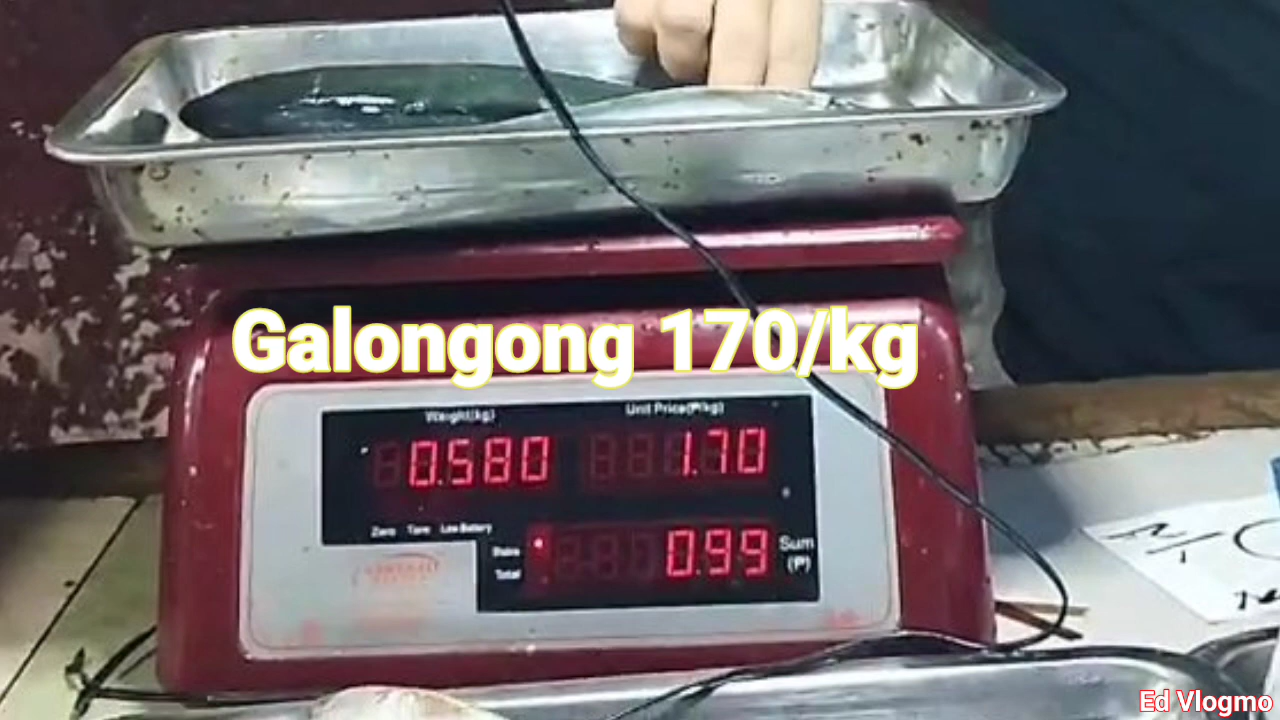 Galongong 170/kg
Weight(kg) Unit Price(₱/kg)
0.580 1.70
Zero Tare Low Battery
Stable
0.99 Sum
Total (₱)
Ed Vlogmo